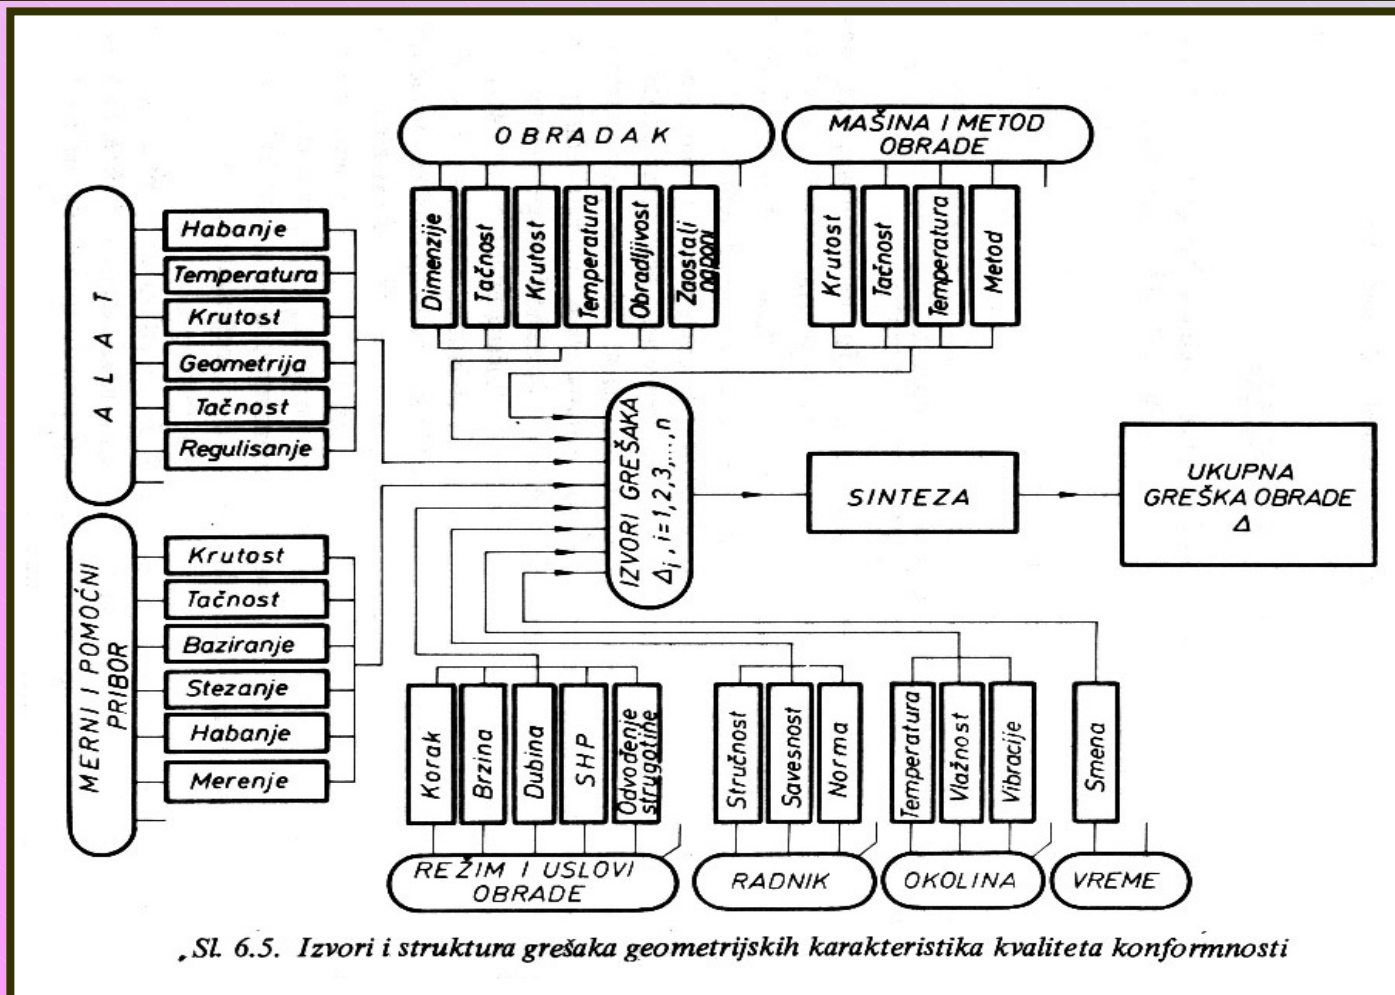 OBRADAK
Dimenzije
Tačnost
Krutost
Temperatura
Obradljivost
Zaostali
naponi
MAŠINA I METOD
OBRADE
Krutost
Tačnost
Temperatura
Metod
ALAT
Habanje
Temperatura
Krutost
Geometrija
Tačnost
Regulisanje
MERNI I POMOĆNI
PRIBOR
Krutost
Tačnost
Baziranje
Stezanje
Habanje
Merenje
IZVORI GREŠAKA
Δi, i=1,2,3,...,n
SINTEZA
UKUPNA
GREŠKA OBRADE
Δ
Korak
Brzina
Dubina
SHP
Odvođenje
strugotine
REŽIM I USLOVI
OBRADE
Stručnost
Savesnost
Norma
RADNIK
Temperatura
Vlažnost
Vibracije
OKOLINA
Smena
VREME
Sl. 6.5. Izvori i struktura grešaka geometrijskih karakteristika kvaliteta konformnosti